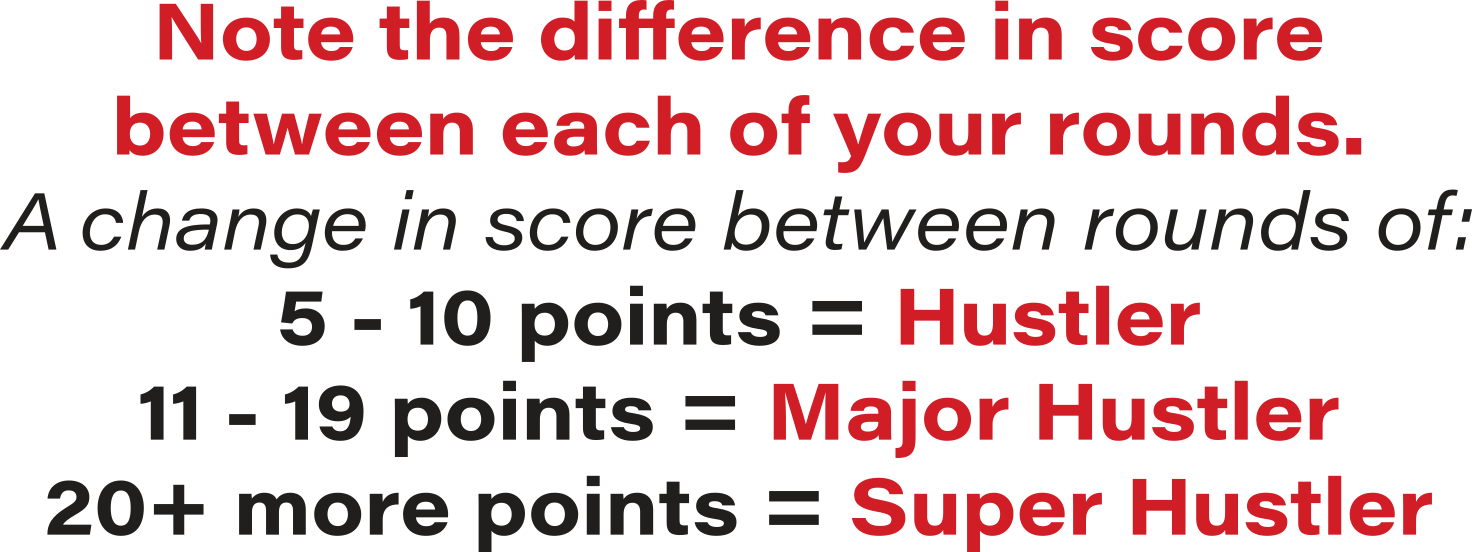 Note the difference in score
between each of your rounds.
A change in score between rounds of:
5 - 10 points = Hustler
11 - 19 points = Major Hustler
20+ more points = Super Hustler